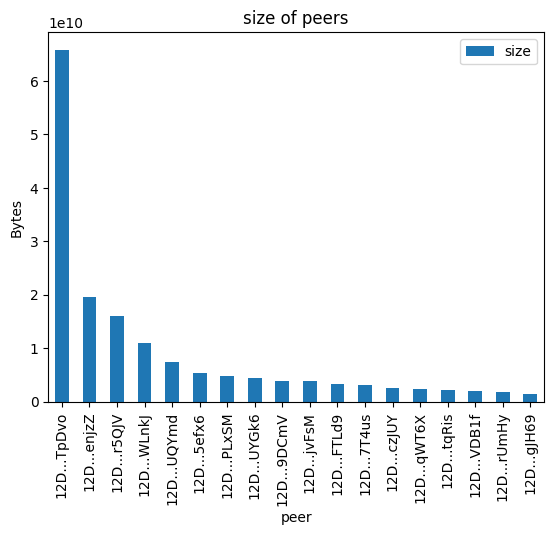 size of peers
1e10
size
6
5
4
3
2
1
0
Bytes
12D...TpDvo
12D...enjzZ
12D...r5QJV
12D...WLnkJ
12D...UQYmd
12D...5efx6
12D...PLxSM
12D...UYGk6
12D...9DCmV
12D...jvFsM
12D...FTLd9
12D...7T4us
12D...czJUY
12D...qWT6X
12D...tqRis
12D...VDB1f
12D...rUmHy
12D...gJH69
peer